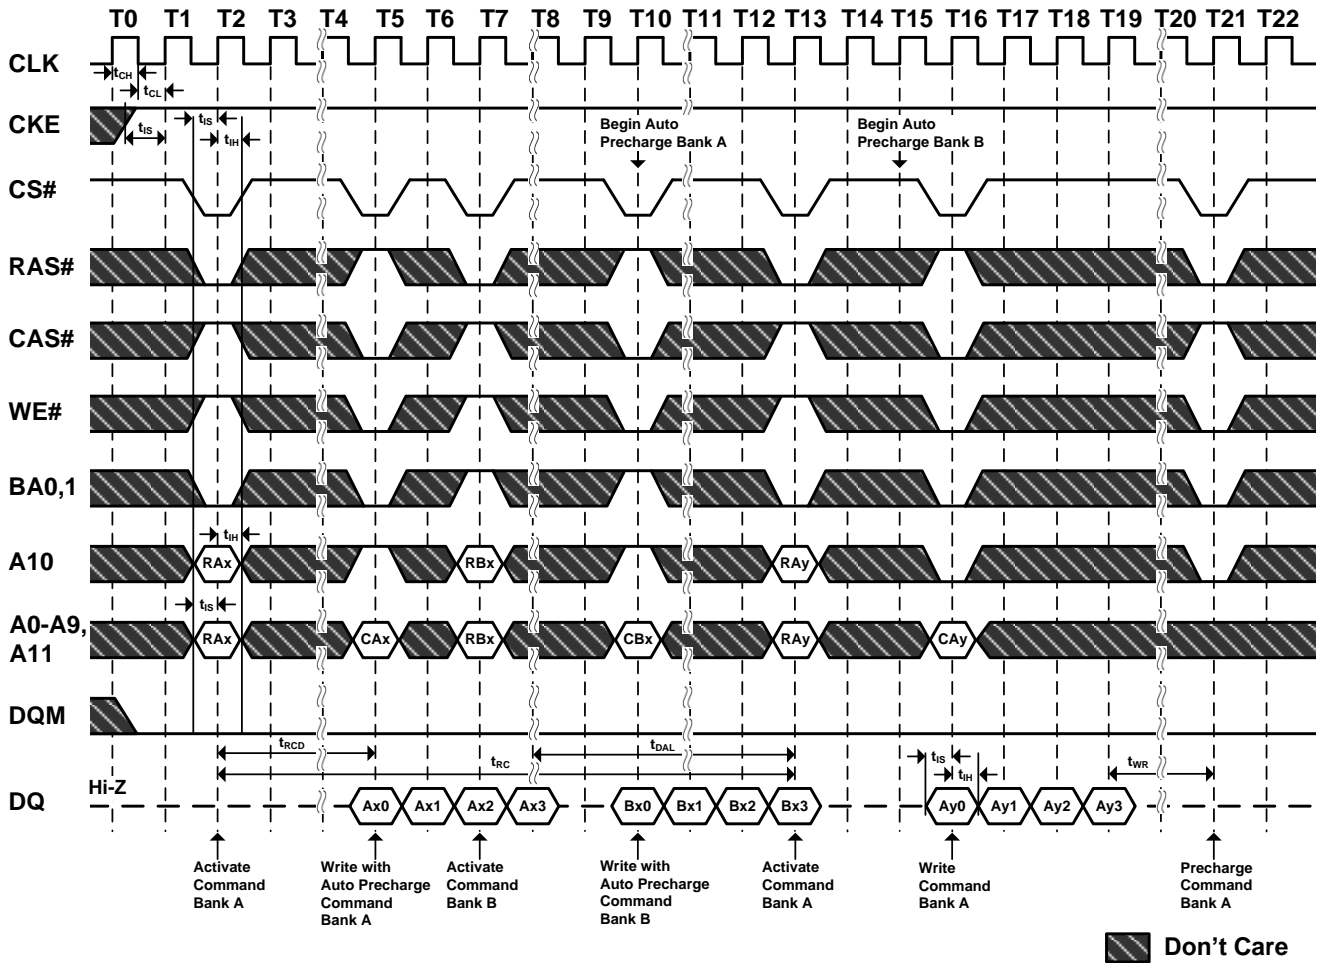 T0 T1 T2 T3 T4 T5 T6 T7 T8 T9 T10 T11 T12 T13 T14 T15 T16 T17 T18 T19 T20 T21 T22
CLK
tCH
tCL
CKE
tIS
tIS
tIH
Begin Auto
Precharge Bank A
Begin Auto
Precharge Bank B
CS#
RAS#
CAS#
WE#
BA0,1
tIH
A10
RAx RBx RAy
tIS
A0-A9,
A11
RAx CAx RBx CBx RAy CAy
DQM
tRCD
tDAL
tRC
tIS
tIH
tWR
Hi-Z
DQ
Ax0 Ax1 Ax2 Ax3 Bx0 Bx1 Bx2 Bx3 Ay0 Ay1 Ay2 Ay3
Activate
Command
Bank A
Write with
Auto Precharge
Command
Bank A
Activate
Command
Bank B
Write with
Auto Precharge
Command
Bank B
Activate
Command
Bank A
Write
Command
Bank A
Precharge
Command
Bank A
Don't Care